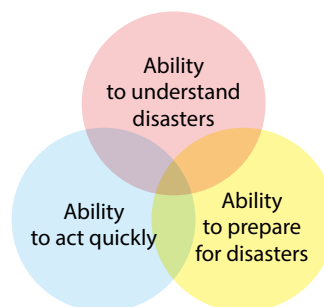 Ability
to understand
disasters
Ability
to act quickly
Ability
to prepare
for disasters